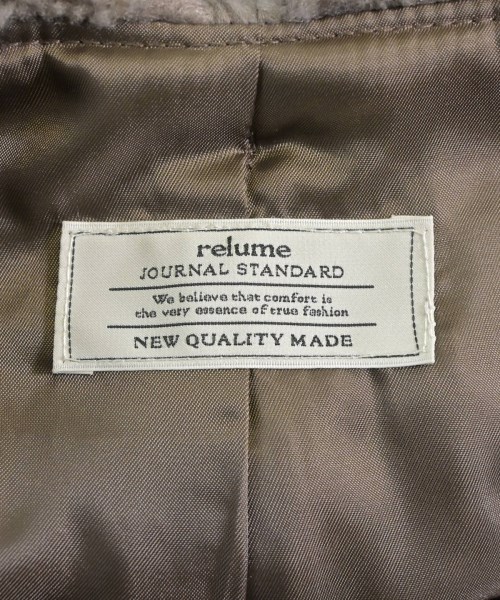 relume
JOURNAL STANDARD
We believe that comfort is
the very essence of true fashion
NEW QUALITY MADE